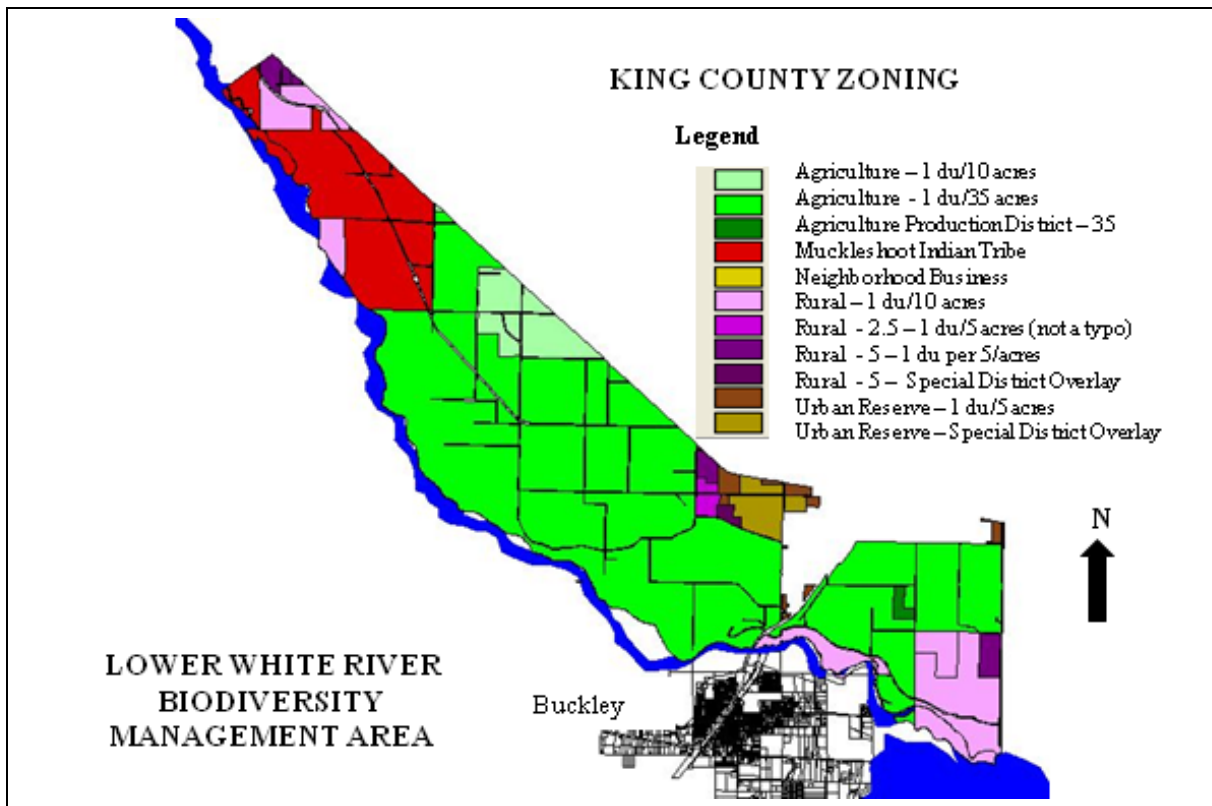 KING COUNTY ZONING
Legend
Agriculture – 1 du/10 acres
Agriculture - 1 du/35 acres
Agriculture Production District – 35
Muckleshoot Indian Tribe
Neighborhood Business
Rural – 1 du/10 acres
Rural - 2.5 – 1 du/5 acres (not a typo)
Rural - 5 – 1 du per 5/acres
Rural - 5 – Special District Overlay
Urban Reserve – 1 du/5 acres
Urban Reserve – Special District Overlay
N
LOWER WHITE RIVER
BIODIVERSITY
MANAGEMENT AREA
Buckley